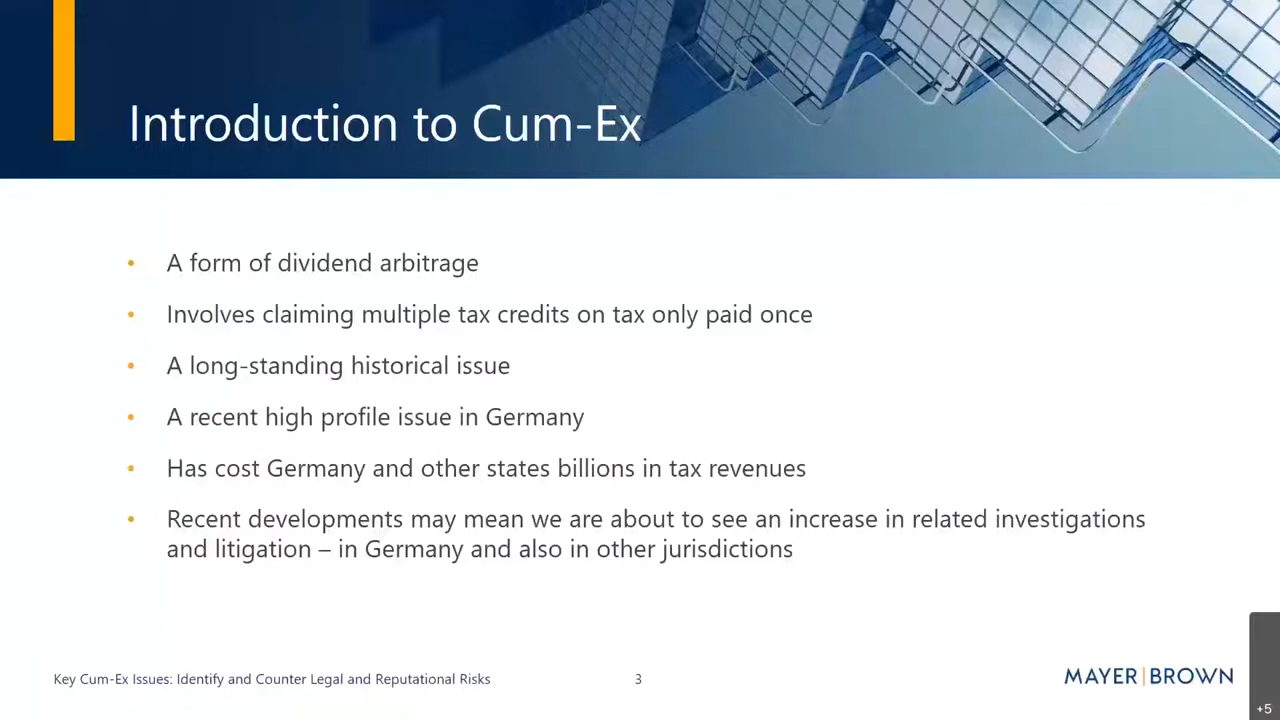 Introduction to Cum-Ex
• A form of dividend arbitrage
• Involves claiming multiple tax credits on tax only paid once
• A long-standing historical issue
• A recent high profile issue in Germany
• Has cost Germany and other states billions in tax revenues
• Recent developments may mean we are about to see an increase in related investigations
and litigation – in Germany and also in other jurisdictions
Key Cum-Ex Issues: Identify and Counter Legal and Reputational Risks
3
MAYER|BROWN
+5